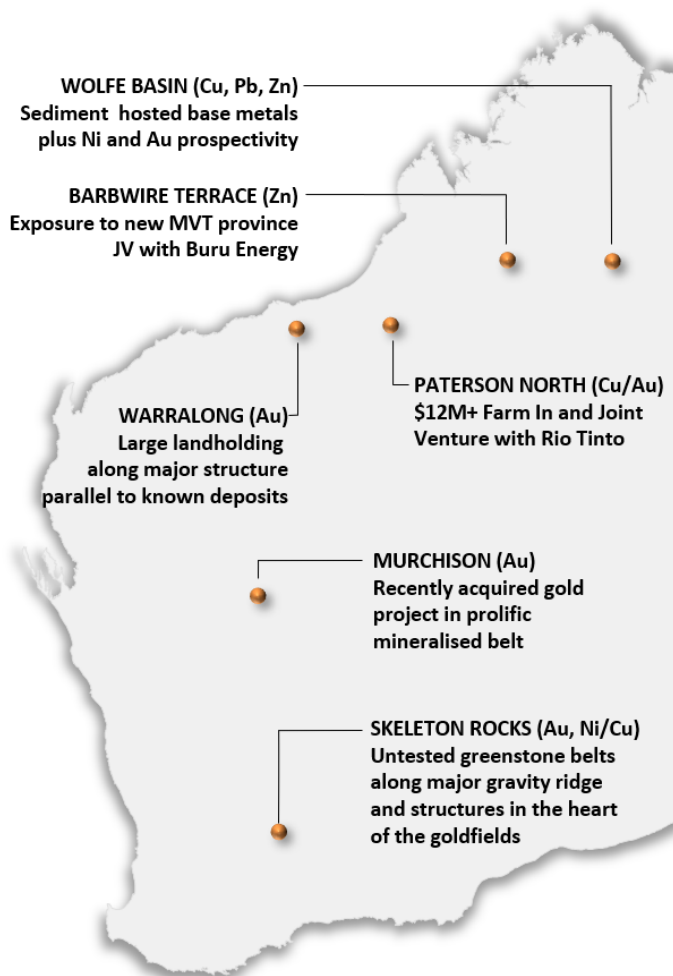 WOLFE BASIN (Cu, Pb, Zn)
Sediment hosted base metals
plus Ni and Au prospectivity
BARBWIRE TERRACE (Zn)
Exposure to new MVT province
JV with Buru Energy
PATERSON NORTH (Cu/Au)
$12M+ Farm In and Joint
Venture with Rio Tinto
WARRALONG (Au)
Large landholding
along major structure
parallel to known deposits
MURCHISON (Au)
Recently acquired gold
project in prolific
mineralised belt
SKELETON ROCKS (Au, Ni/Cu)
Untested greenstone belts
along major gravity ridge
and structures in the heart
of the goldfields